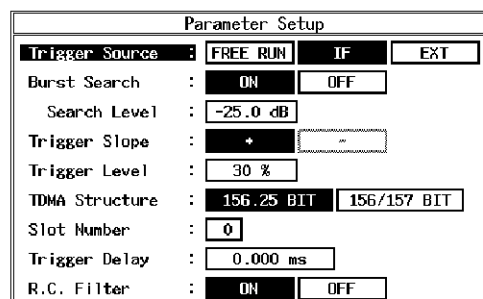 Parameter Setup
Trigger Source : FREE RUN IF EXT
Burst Search : ON OFF
Search Level : -25.0 dB
Trigger Slope : + -
Trigger Level : 30 %
TDMA Structure : 156.25 BIT 156/157 BIT
Slot Number : 0
Trigger Delay : 0.000 ms
R.C. Filter : ON OFF